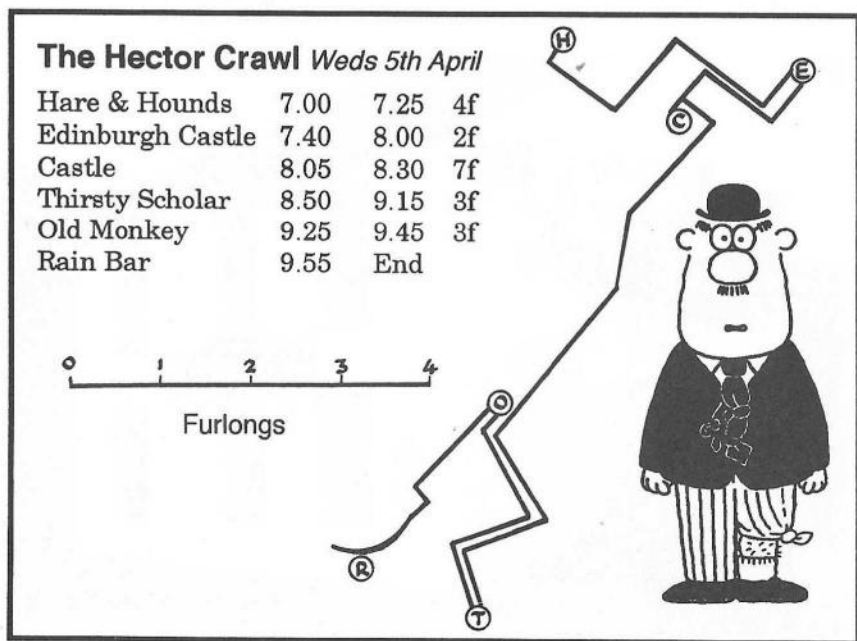 The Hector Crawl Weds 5th April
Hare & Hounds 7.00 7.25 4f
Edinburgh Castle 7.40 8.00 2f
Castle 8.05 8.30 7f
Thirsty Scholar 8.50 9.15 3f
Old Monkey 9.25 9.45 3f
Rain Bar 9.55 End
0 1 2 3 4
Furlongs
H
E
C
O
R
T